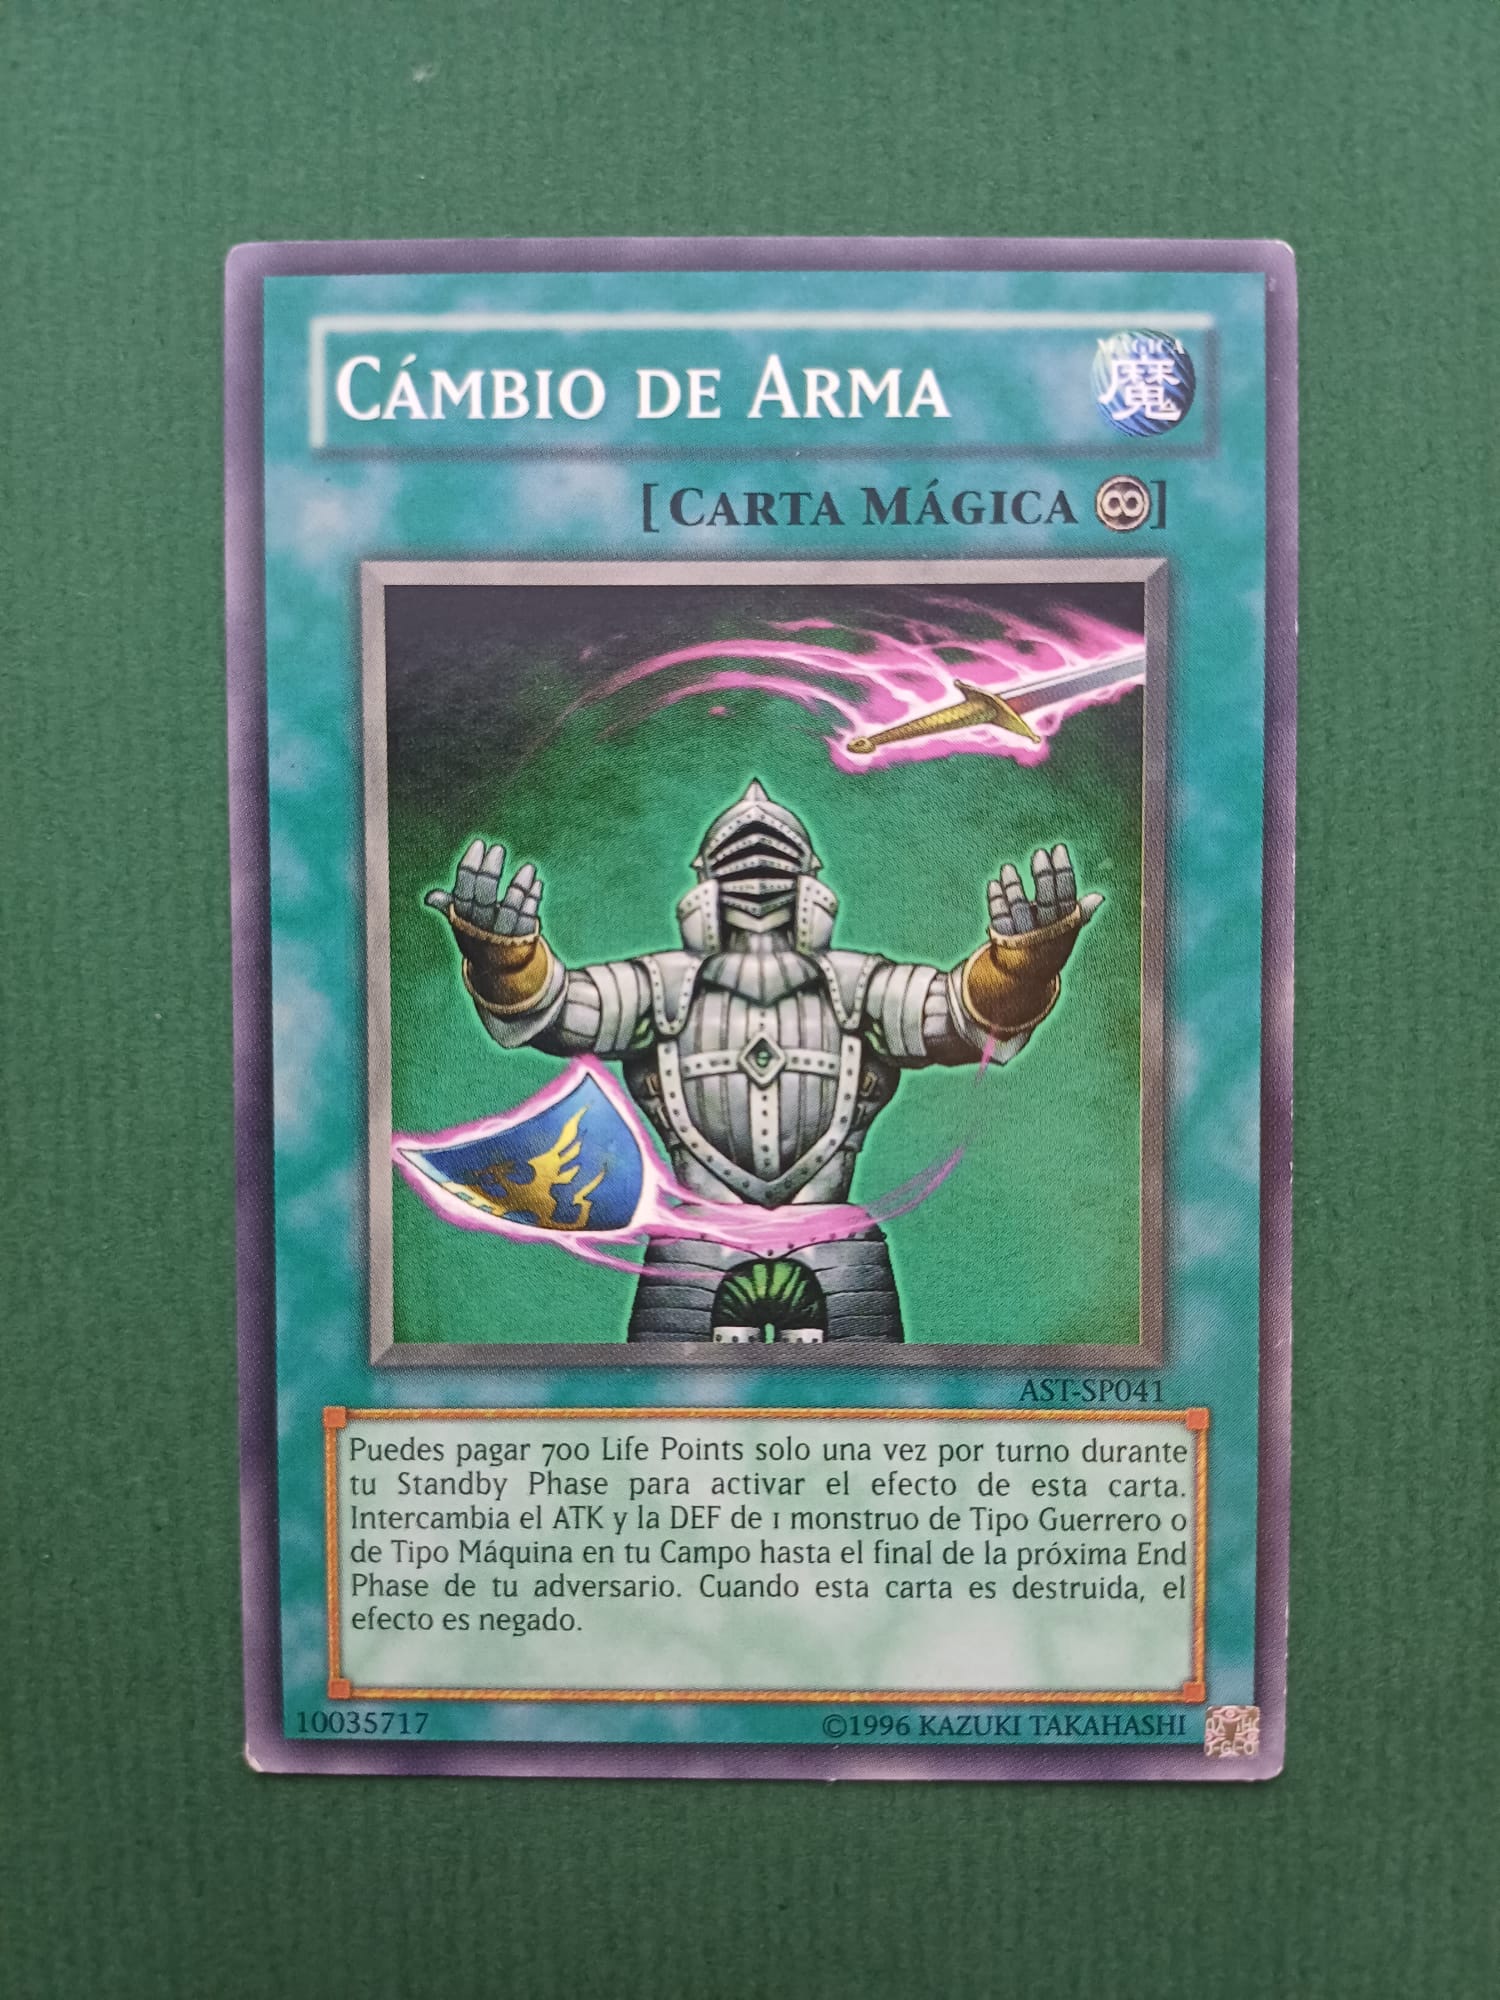 CÁMBIO DE ARMA
MÁGICA
魔
[CARTA MÁGICA ]
AST-SP041
Puedes pagar 700 Life Points solo una vez por turno durante
tu Standby Phase para activar el efecto de esta carta.
Intercambia el ATK y la DEF de 1 monstruo de Tipo Guerrero o
de Tipo Máquina en tu Campo hasta el final de la próxima End
Phase de tu adversario. Cuando esta carta es destruida, el
efecto es negado.
10035717
©1996 KAZUKI TAKAHASHI